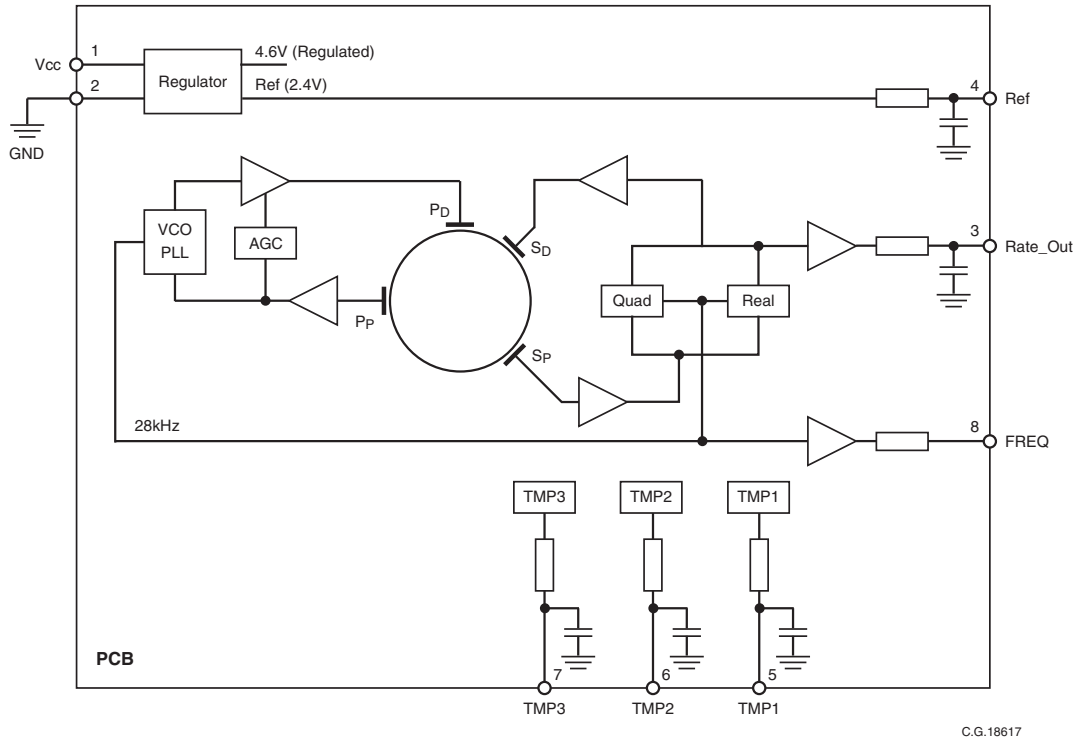 Vcc
1
2
GND
Regulator
4.6V (Regulated)
Ref (2.4V)
4
Ref
VCO
PLL
AGC
PD
PP
SD
SP
Quad
Real
3
Rate_Out
28kHz
8
FREQ
TMP3
TMP2
TMP1
PCB
7
6
5
TMP3
TMP2
TMP1
C.G.18617